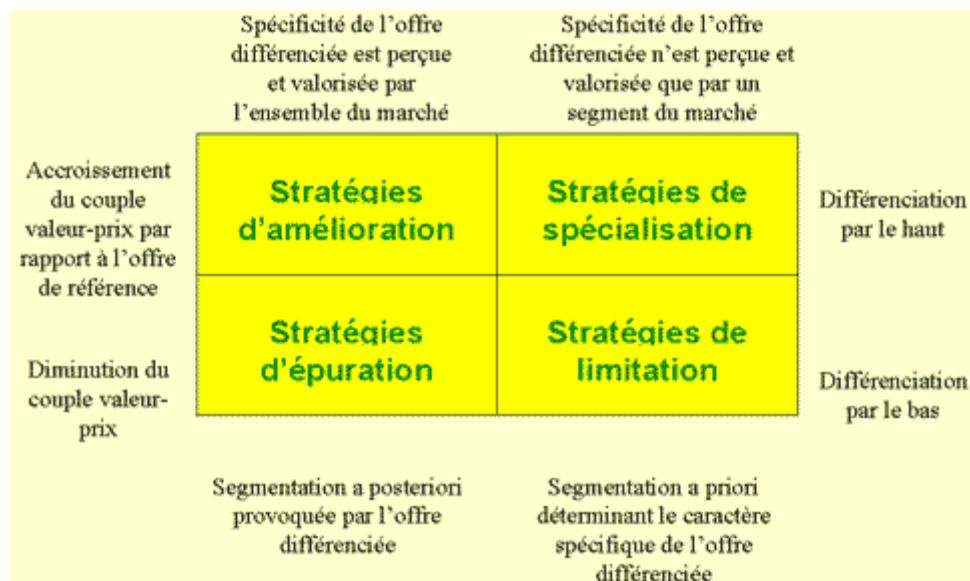 Spécificité de l'offre
différenciée est perçue
et valorisée par
l'ensemble du marché
Spécificité de l'offre
différenciée n'est perçue et
valorisée que par un
segment du marché
Accroissement
du couple
valeur-prix par
rapport à l'offre
de référence
Stratégies
d'amélioration
Stratégies de
spécialisation
Différenciation
par le haut
Diminution du
couple valeur-
prix
Stratégies
d'épuration
Stratégies de
limitation
Différenciation
par le bas
Segmentation a posteriori
provoquée par l'offre
différenciée
Segmentation a priori
déterminant le caractère
spécifique de l'offre
différenciée